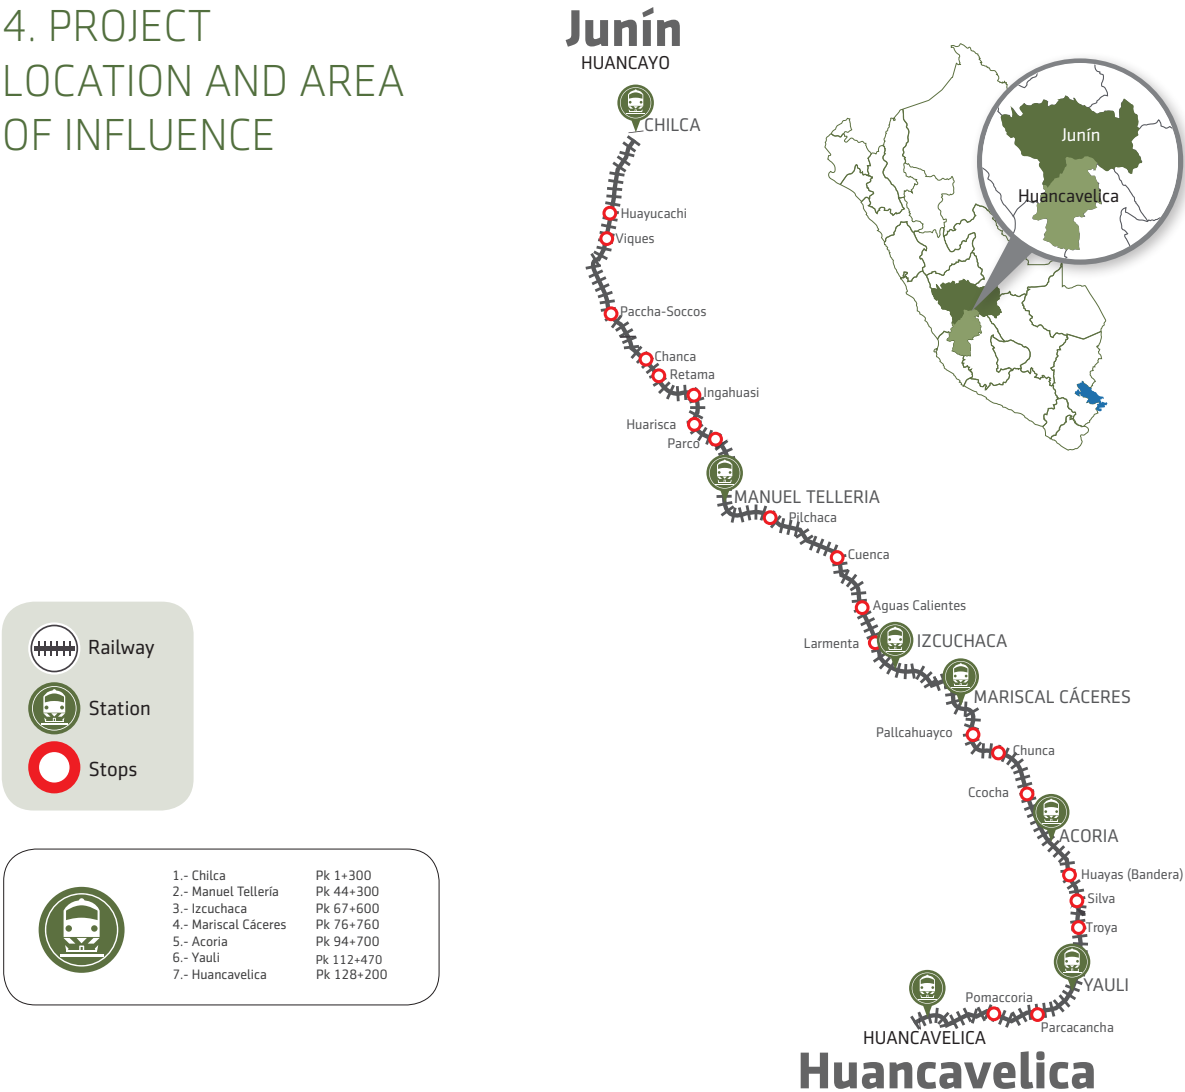 4. PROJECT
LOCATION AND AREA
OF INFLUENCE
Junín
HUANCAYO
CHILCA
Huayucachi
Viques
Paccha-Soccos
Chanca
Retama
Ingahuasi
Huarisca
Parco
MANUEL TELLERIA
Pilchaca
Cuenca
Aguas Calientes
Larmenta
IZCUCHACA
MARISCAL CÁCERES
Pallcahuayco
Chunca
Ccocha
ACORIA
Huayas (Bandera)
Silva
Troya
YAULI
Pomaccoria
Parcacancha
HUANCAVELICA
Huancavelica
Junín
Huancavelica
Railway
Station
Stops
1.- Chilca Pk 1+300
2.- Manuel Tellería Pk 44+300
3.- Izcuchaca Pk 67+600
4.- Mariscal Cáceres Pk 76+760
5.- Acoria Pk 94+700
6.- Yauli Pk 112+470
7.- Huancavelica Pk 128+200